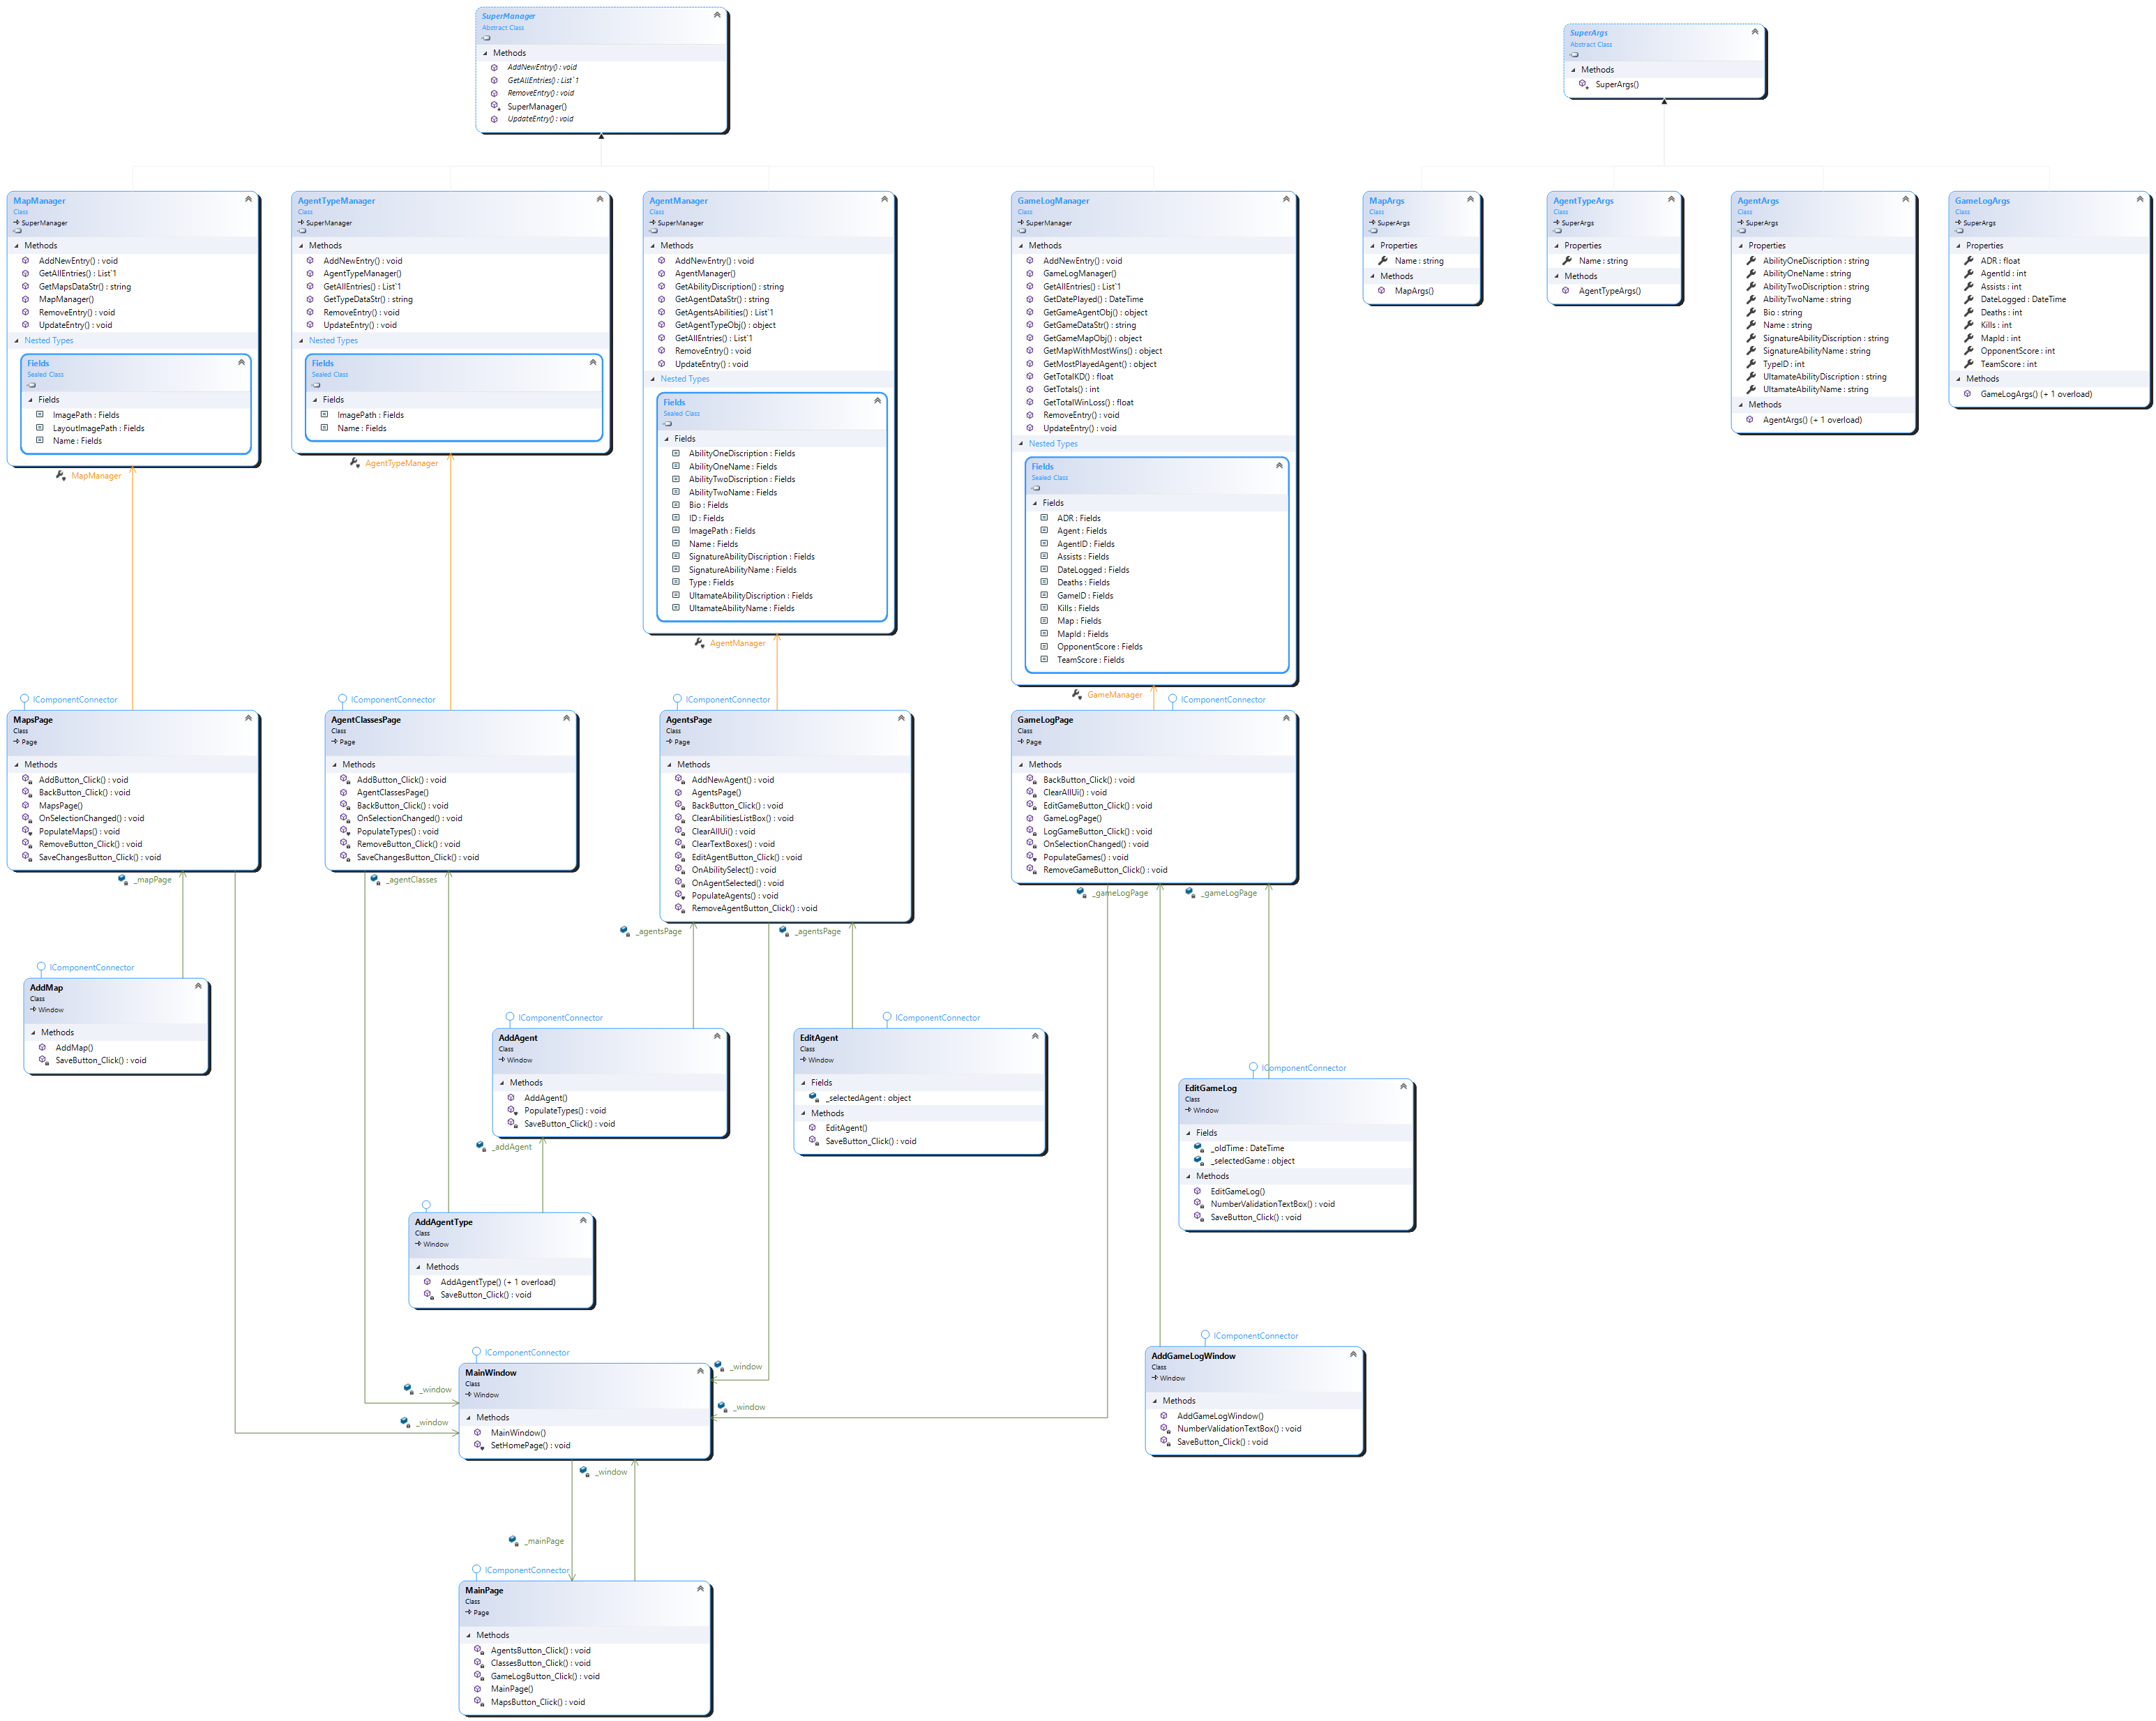 SuperManager
Abstract Class
Methods
AddNewEntry() : void
GetAllEntries() : List`1
RemoveEntry() : void
SuperManager()
UpdateEntry() : void
SuperArgs
Abstract Class
Methods
SuperArgs()
MapManager
Class
SuperManager
Methods
AddNewEntry() : void
GetAllEntries() : List`1
GetMapsDataStr() : string
MapManager()
RemoveEntry() : void
UpdateEntry() : void
Nested Types
Fields
Sealed Class
Fields
ImagePath : Fields
LayoutImagePath : Fields
Name : Fields
MapManager
AgentTypeManager
Class
SuperManager
Methods
AddNewEntry() : void
AgentTypeManager()
GetAllEntries() : List`1
GetTypeDataStr() : string
RemoveEntry() : void
UpdateEntry() : void
Nested Types
Fields
Sealed Class
Fields
ImagePath : Fields
Name : Fields
AgentTypeManager
AgentManager
Class
SuperManager
Methods
AddNewEntry() : void
AgentManager()
GetAbilityDiscription() : string
GetAgentDataStr() : string
GetAgentsAbilities() : List`1
GetAgentTypeObj() : object
GetAllEntries() : List`1
RemoveEntry() : void
UpdateEntry() : void
Nested Types
Fields
Sealed Class
Fields
AbilityOneDiscription : Fields
AbilityOneName : Fields
AbilityTwoDiscription : Fields
AbilityTwoName : Fields
Bio : Fields
ID : Fields
ImagePath : Fields
Name : Fields
SignatureAbilityDiscription : Fields
SignatureAbilityName : Fields
Type : Fields
UltamateAbilityDiscription : Fields
UltamateAbilityName : Fields
AgentManager
GameLogManager
Class
SuperManager
Methods
AddNewEntry() : void
GameLogManager()
GetAllEntries() : List`1
GetDatePlayed() : DateTime
GetGameAgentObj() : object
GetGameDataStr() : string
GetGameMapObj() : object
GetMapWithMostWins() : object
GetMostPlayedAgent() : object
GetTotalKD() : float
GetTotals() : int
GetTotalWinLoss() : float
RemoveEntry() : void
UpdateEntry() : void
Nested Types
Fields
Sealed Class
Fields
ADR : Fields
Agent : Fields
AgentID : Fields
Assists : Fields
DateLogged : Fields
Deaths : Fields
GameID : Fields
Kills : Fields
Map : Fields
MapId : Fields
OpponentScore : Fields
TeamScore : Fields
GameManager
MapArgs
Class
SuperArgs
Properties
Name : string
Methods
MapArgs()
AgentTypeArgs
Class
SuperArgs
Properties
Name : string
Methods
AgentTypeArgs()
AgentArgs
Class
SuperArgs
Properties
AbilityOneDiscription : string
AbilityOneName : string
AbilityTwoDiscription : string
AbilityTwoName : string
Bio : string
Name : string
SignatureAbilityDiscription : string
SignatureAbilityName : string
TypeID : int
UltamateAbilityDiscription : string
UltamateAbilityName : string
Methods
AgentArgs() (+ 1 overload)
GameLogArgs
Class
SuperArgs
Properties
ADR : float
AgentId : int
Assists : int
DateLogged : DateTime
Deaths : int
Kills : int
MapId : int
OpponentScore : int
TeamScore : int
Methods
GameLogArgs() (+ 1 overload)
IComponentConnector
MapsPage
Class
Page
Methods
AddButton_Click() : void
BackButton_Click() : void
MapsPage()
OnSelectionChanged() : void
PopulateMaps() : void
RemoveButton_Click() : void
SaveChangesButton_Click() : void
_mapPage
IComponentConnector
AgentClassesPage
Class
Page
Methods
AddButton_Click() : void
AgentClassesPage()
BackButton_Click() : void
OnSelectionChanged() : void
PopulateTypes() : void
RemoveButton_Click() : void
SaveChangesButton_Click() : void
_agentClasses
IComponentConnector
AgentsPage
Class
Page
Methods
AddNewAgent() : void
AgentsPage()
BackButton_Click() : void
ClearAbilitiesListBox() : void
ClearAllUi() : void
ClearTextBoxes() : void
EditAgentButton_Click() : void
OnAbilitySelect() : void
OnAgentSelected() : void
PopulateAgents() : void
RemoveAgentButton_Click() : void
_agentsPage
_agentsPage
IComponentConnector
GameLogPage
Class
Page
Methods
BackButton_Click() : void
ClearAllUi() : void
EditGameButton_Click() : void
GameLogPage()
LogGameButton_Click() : void
OnSelectionChanged() : void
PopulateGames() : void
RemoveGameButton_Click() : void
_gameLogPage
_gameLogPage
IComponentConnector
AddMap
Class
Window
Methods
AddMap()
SaveButton_Click() : void
IComponentConnector
AddAgent
Class
Window
Methods
AddAgent()
PopulateTypes() : void
SaveButton_Click() : void
_addAgent
IComponentConnector
EditAgent
Class
Window
Fields
_selectedAgent : object
Methods
EditAgent()
SaveButton_Click() : void
IComponentConnector
EditGameLog
Class
Window
Fields
_oldTime : DateTime
_selectedGame : object
Methods
EditGameLog()
NumberValidationTextBox() : void
SaveButton_Click() : void
AddAgentType
Class
Window
Methods
AddAgentType() (+ 1 overload)
SaveButton_Click() : void
IComponentConnector
AddGameLogWindow
Class
Window
Methods
AddGameLogWindow()
NumberValidationTextBox() : void
SaveButton_Click() : void
IComponentConnector
MainWindow
Class
Window
Methods
MainWindow()
SetHomePage() : void
_window
_window
_window
_window
_window
_mainPage
IComponentConnector
MainPage
Class
Page
Methods
AgentsButton_Click() : void
ClassesButton_Click() : void
GameLogButton_Click() : void
MainPage()
MapsButton_Click() : void